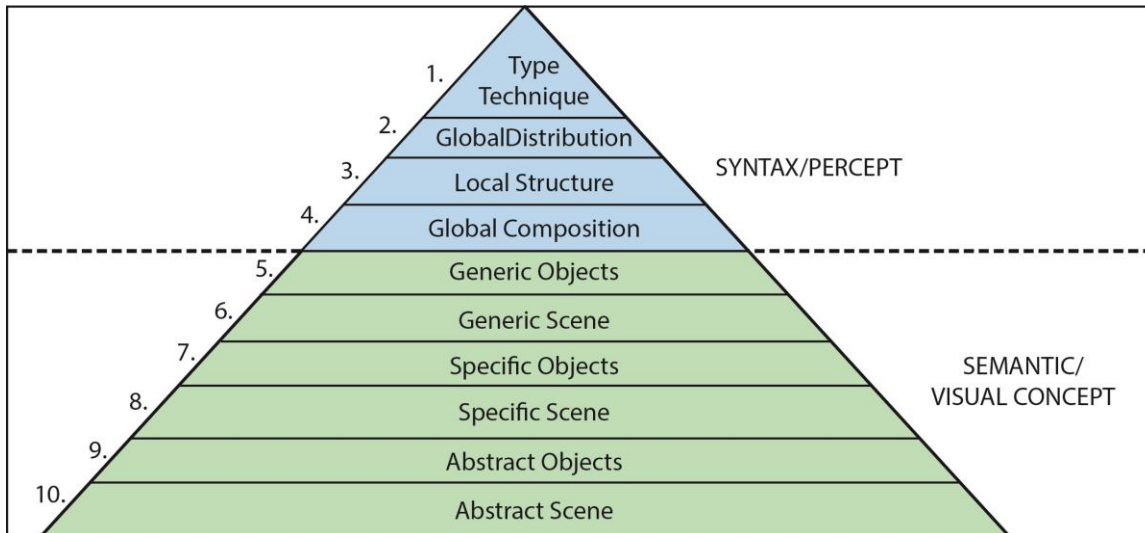 1.
Type
Technique
2.
GlobalDistribution
3.
Local Structure
SYNTAX/PERCEPT
4.
Global Composition
5.
Generic Objects
6.
Generic Scene
7.
Specific Objects
SEMANTIC/
VISUAL CONCEPT
8.
Specific Scene
9.
Abstract Objects
10.
Abstract Scene